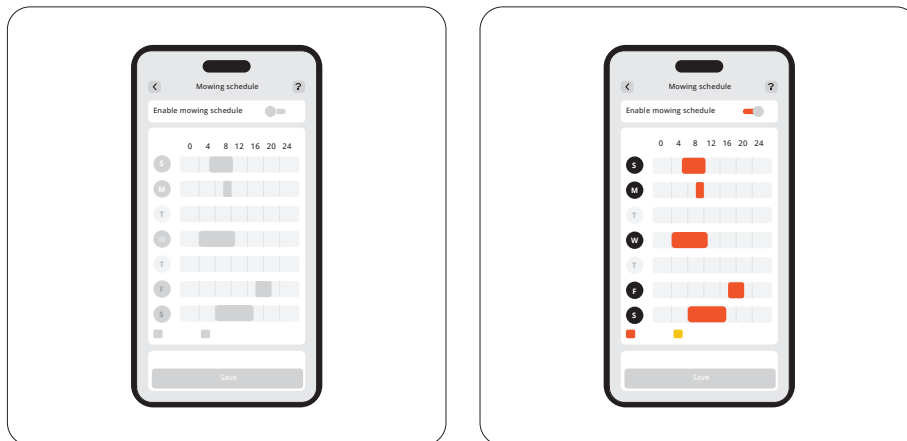 Mowing schedule ?
Enable mowing schedule
0 4 8 12 16 20 24
S
M
T
W
T
F
S
Save
Mowing schedule ?
Enable mowing schedule
0 4 8 12 16 20 24
S
M
T
W
T
F
S
Save